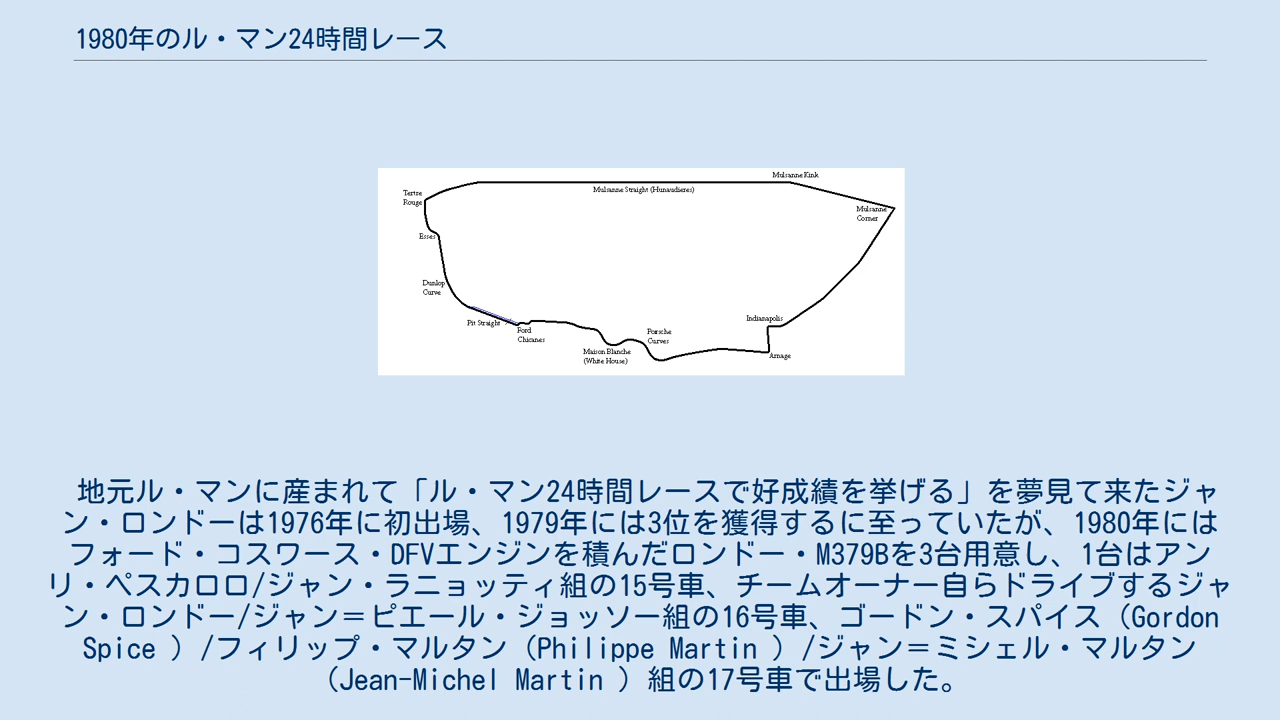 1980年のル・マン24時間レース
Mulsanne Kink
Mulsanne Straight (Hunaudieres)
Tertre
Rouge
Mulsanne
Corner
Esses
Dunlop
Curve
Indianapolis
Pit Straight
Ford
Chicanes
Porsche
Curves
Maison Blanche
(White House)
Arnage
地元ル・マンに産まれて「ル・マン24時間レースで好成績を挙げる」を夢見て来たジャ
ン・ロンドーは1976年に初出場、1979年には3位を獲得するに至っていたが、1980年には
フォード・コスワース・DFVエンジンを積んだロンドー・M379Bを3台用意し、1台はアン
リ・ペスカロロ/ジャン・ラニョッティ組の15号車、チームオーナー自らドライブするジャ
ン・ロンドー/ジャン＝ピエール・ジョッソー組の16号車、ゴードン・スパイス（Gordon
Spice ）/フィリップ・マルタン（Philippe Martin ）/ジャン＝ミシェル・マルタン
（Jean-Michel Martin ）組の17号車で出場した。